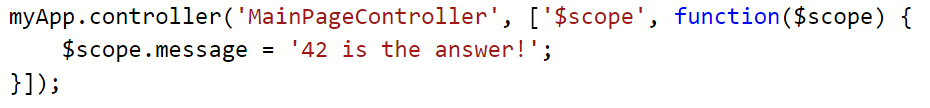 myApp.controller('MainPageController', ['$scope', function($scope) {
    $scope.message = '42 is the answer!';
}]);